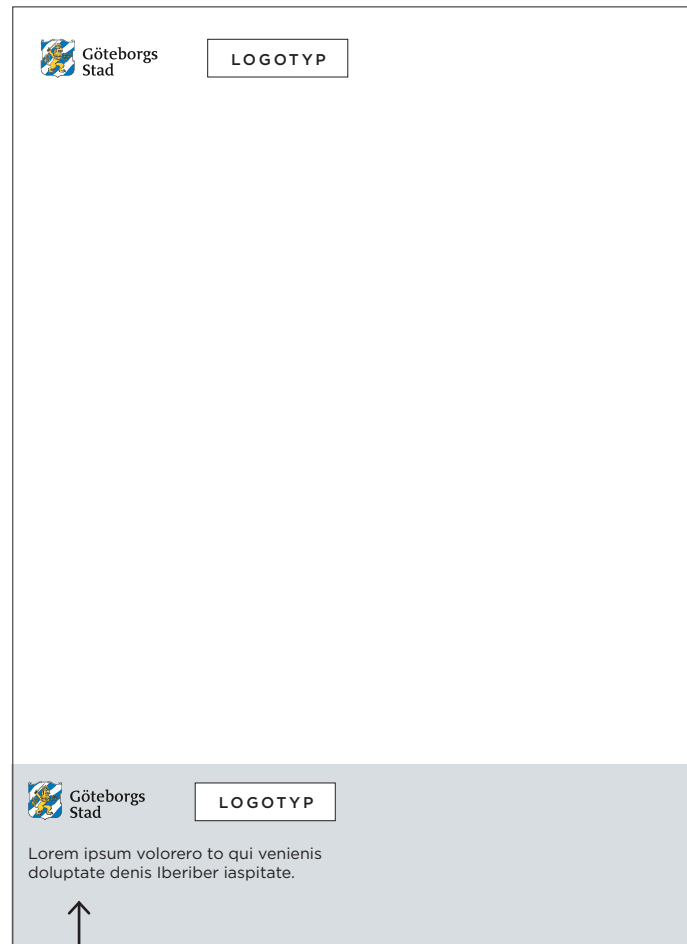 Göteborgs
Stad
LOGOTYP
Göteborgs
Stad
LOGOTYP
Lorem ipsum volorero to qui venienis
doluptate denis Iberiber iaspitate.